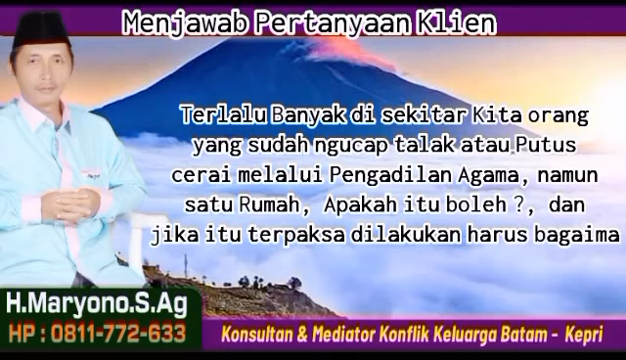 Menjawab Pertanyaan Klien
Terlalu Banyak di sekitar Kita orang
yang sudah ngucap talak atau Putus
cerai melalui Pengadilan Agama, namun
satu Rumah, Apakah itu boleh ?, dan
jika itu terpaksa dilakukan harus bagaima
H.Maryono.S.Ag
HP : 0811-772-633
Konsultan & Mediator Konflik Keluarga Batam - Kepri